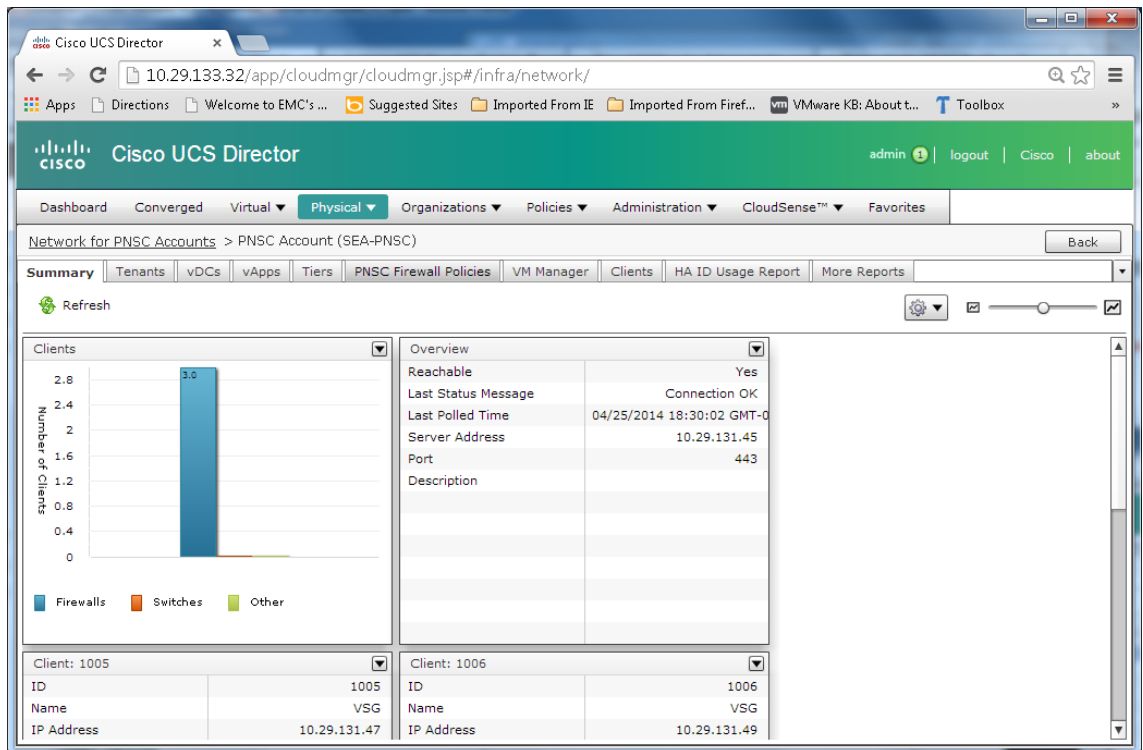 Cisco UCS Director
10.29.133.32/app/cloudmgr/cloudmgr.jsp#/infra/network/
Apps Directions Welcome to EMC's ... Suggested Sites Imported From IE Imported From Firef... VMware KB: About t... Toolbox »
CISCO Cisco UCS Director admin 1 | logout | Cisco | about
Dashboard Converged Virtual Physical Organizations Policies Administration CloudSense™ Favorites
Network for PNSC Accounts > PNSC Account (SEA-PNSC) Back
Summary Tenants vDCs vApps Tiers PNSC Firewall Policies VM Manager Clients HA ID Usage Report More Reports
Refresh
Clients
Number of Clients
2.8
2.4
2
1.6
1.2
0.8
0.4
0
3.0
Firewalls Switches Other
Overview
Reachable Yes
Last Status Message Connection OK
Last Polled Time 04/25/2014 18:30:02 GMT-0
Server Address 10.29.131.45
Port 443
Description
Client: 1005
ID 1005
Name VSG
IP Address 10.29.131.47
Client: 1006
ID 1006
Name VSG
IP Address 10.29.131.49